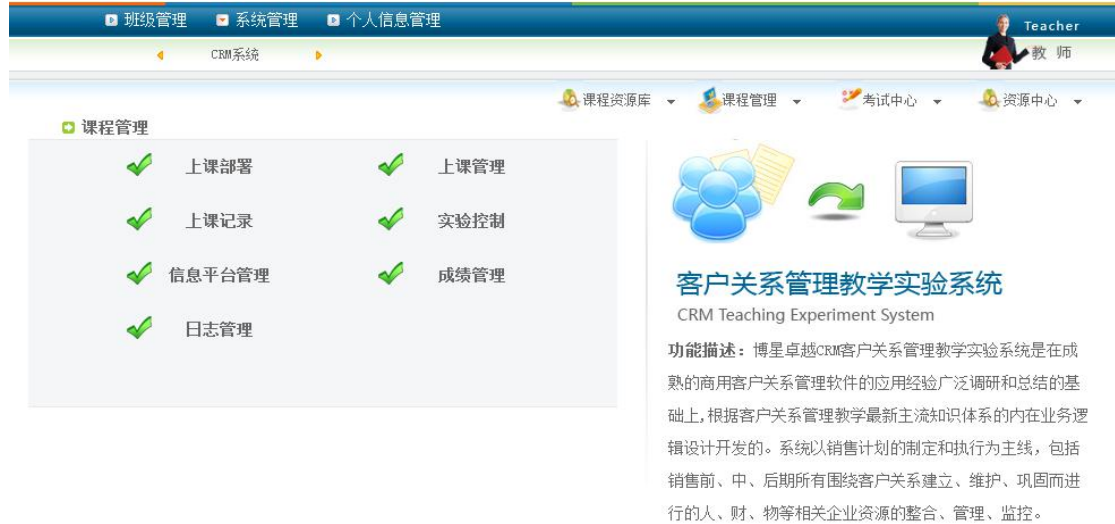 班级管理 系统管理 个人信息管理
Teacher
CRM系统
教 师
课程资源库 课程管理 考试中心 资源中心
课程管理
上课部署 上课管理
上课记录 实验控制
信息平台管理 成绩管理
日志管理
客户关系管理教学实验系统
CRM Teaching Experiment System
功能描述：博星卓越CRM客户关系管理教学实验系统是在成
熟的商用客户关系管理软件的应用经验广泛调研和总结的基
础上,根据客户关系管理教学最新主流知识体系的内在业务逻
辑设计开发的。系统以销售计划的制定和执行为主线，包括
销售前、中、后期所有围绕客户关系建立、维护、巩固而进
行的人、财、物等相关企业资源的整合、管理、监控。